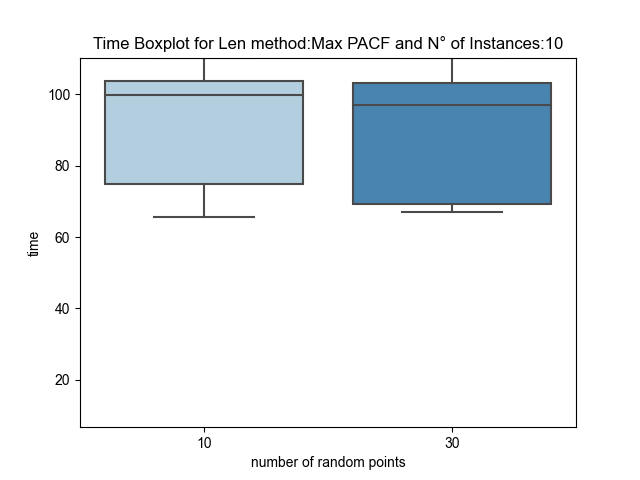 Time Boxplot for Len method:Max PACF and N° of Instances:10
100
80
60
40
20
time
10 30
number of random points